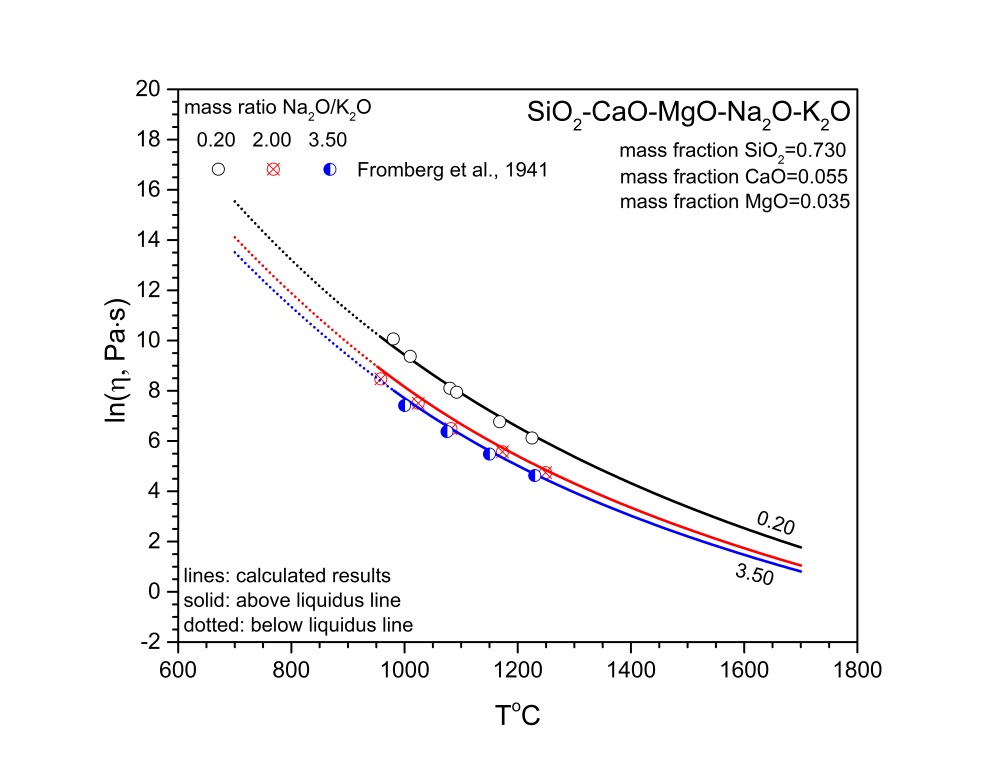 SiO₂-CaO-MgO-Na₂O-K₂O
mass fraction SiO₂=0.730
mass fraction CaO=0.055
mass fraction MgO=0.035
mass ratio Na₂O/K₂O
0.20 2.00 3.50
Fromberg et al., 1941
20
18
16
14
12
10
8
6
4
2
0
-2
ln(η, Pa·s)
0.20
3.50
lines: calculated results
solid: above liquidus line
dotted: below liquidus line
600 800 1000 1200 1400 1600 1800
T°C